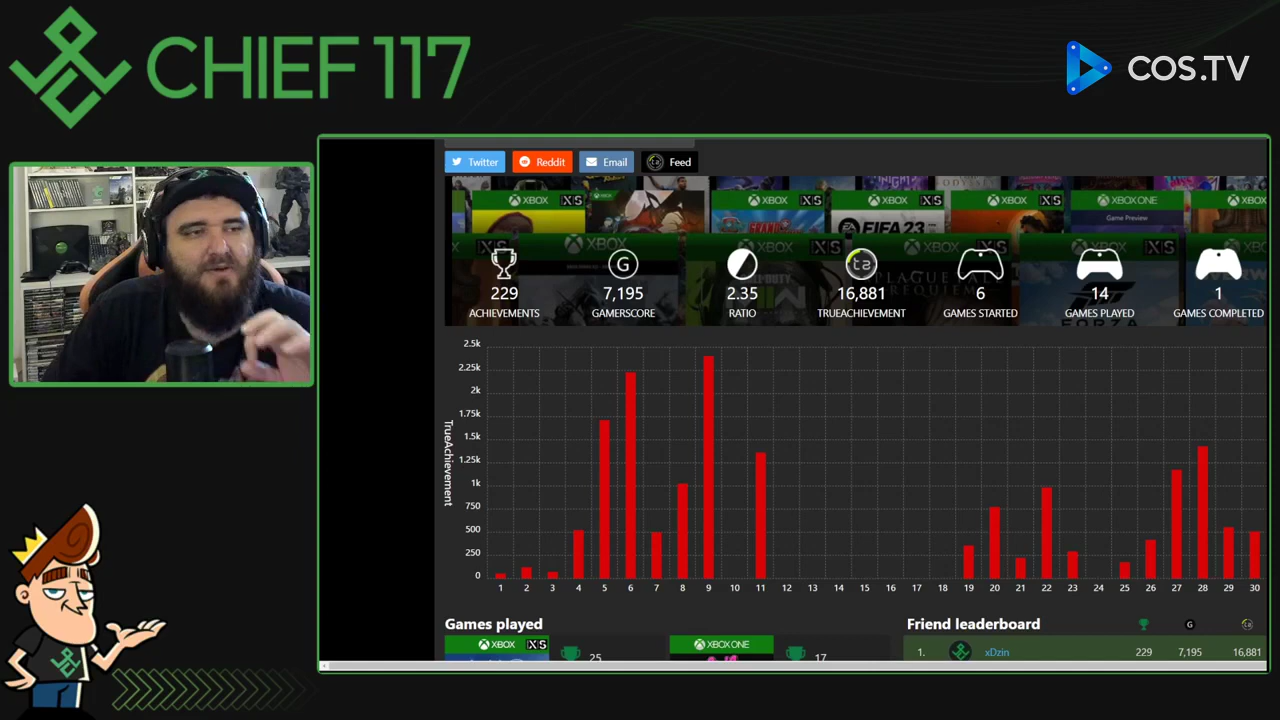 CHIEF 117
COS.TV
Twitter
Reddit
Email
Feed
XBOX
XBOX
XBOX
XBOX
XBOX ONE
Game Preview
FIFA 23
229
ACHIEVEMENTS
7,195
GAMERSCORE
2.35
RATIO
16,881
TRUEACHIEVEMENT
6
GAMES STARTED
14
GAMES PLAYED
1
GAMES COMPLETED
TrueAchievement
2.5k
2.25k
2k
1.75k
1.5k
1.25k
1k
750
500
250
0
1 2 3 4 5 6 7 8 9 10 11 12 13 14 15 16 17 18 19 20 21 22 23 24 25 26 27 28 29 30
Games played
XBOX X|S
25
XBOX ONE
17
Friend leaderboard
1. xDzin 229 7,195 16,881